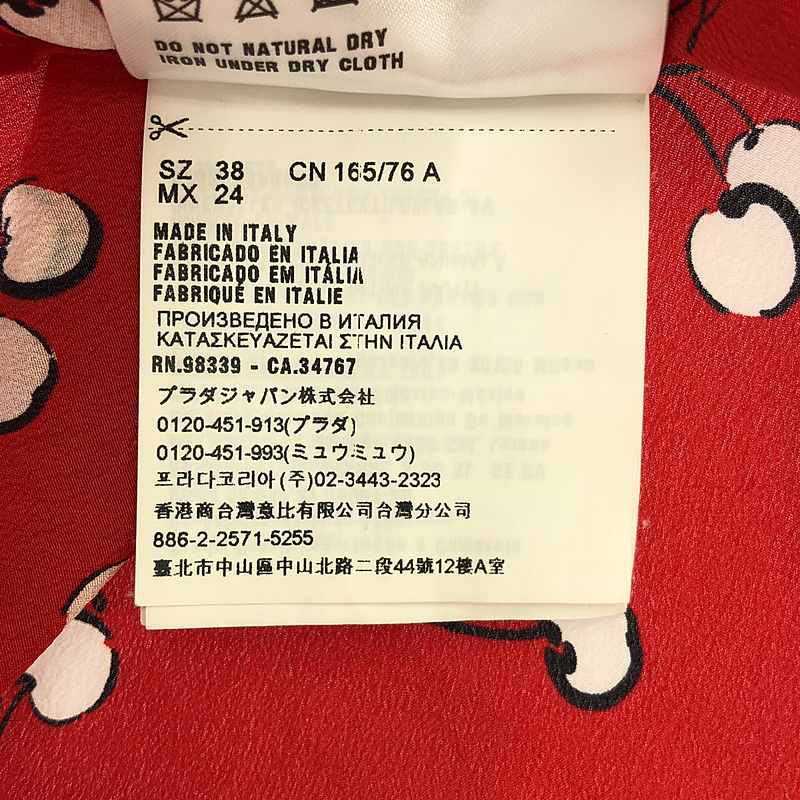 DO NOT NATURAL DRY
IRON UNDER DRY CLOTH
SZ 38 CN 165/76 A
MX 24
MADE IN ITALY
FABRICADO EN ITALIA
FABRICADO EM ITÁLIA
FABRIQUÉ EN ITALIE
ПРОИЗВЕДЕНО В ИТАЛИЯ
ΚΑΤΑΣΚΕΥΑΖΕΤΑΙ ΣΤΗΝ ΙΤΑΛΙΑ
RN.98339 - CA.34767
プラダジャパン株式会社
0120-451-913(プラダ)
0120-451-993(ミュウミュウ)
프라다코리아(주)02-3443-2323
香港商台灣意比有限公司台灣分公司
886-2-2571-5255
臺北市中山區中山北路二段44號12樓A室